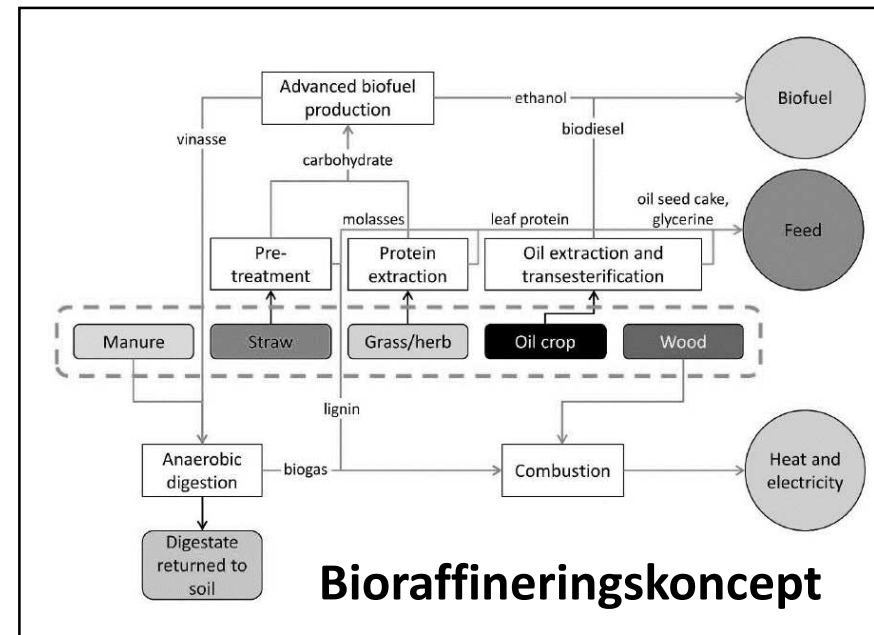 Advanced biofuel
production
ethanol
Biofuel
biodiesel
vinasse
carbohydrate
oil seed cake,
glycerine
molasses
leaf protein
Feed
Pre-
treatment
Protein
extraction
Oil extraction and
transesterification
Manure
Straw
Grass/herb
Oil crop
Wood
lignin
Anaerobic
digestion
biogas
Combustion
Heat and
electricity
Digestate
returned to
soil
Bioraffineringskoncept